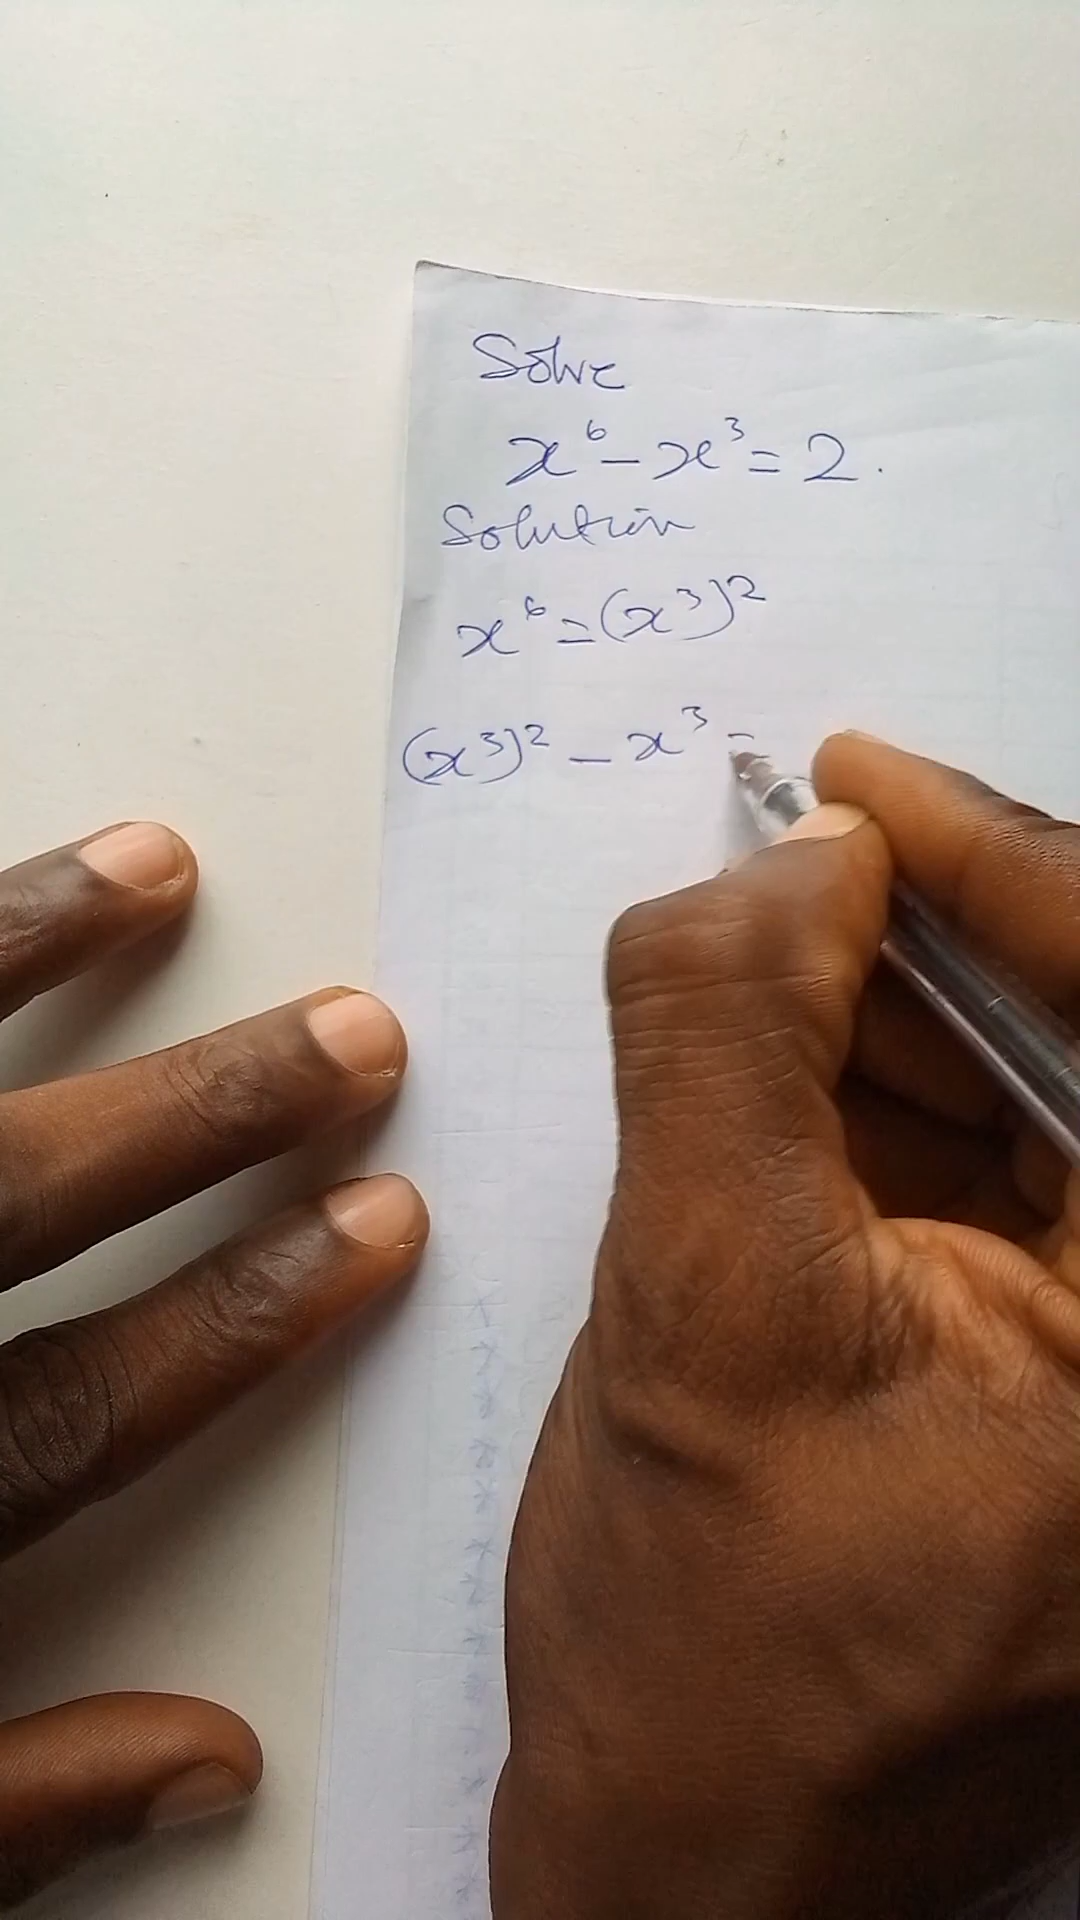 Solve
x⁶ - x³ = 2.
Solution
x⁶ = (x³)²
(x³)² - x³ =